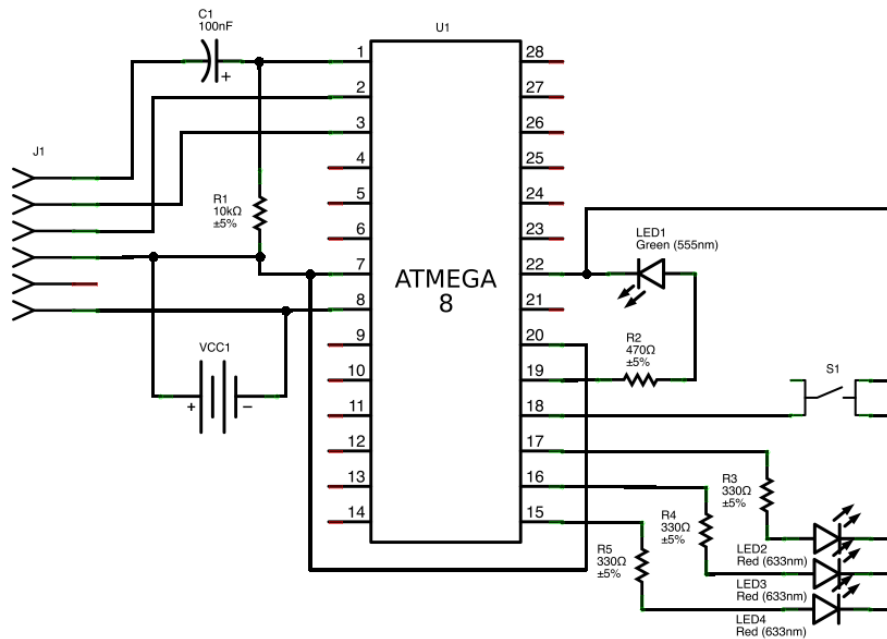 C1
100nF
+
U1
1
28
2
27
3
26
J1
4
25
R1
10kΩ
±5%
5
24
6
23
LED1
Green (555nm)
7
22
ATMEGA
8
8
21
VCC1
+
−
9
20
R2
470Ω
±5%
10
19
S1
11
18
12
17
13
16
R3
330Ω
±5%
14
15
R4
330Ω
±5%
R5
330Ω
±5%
LED2
Red (633nm)
LED3
Red (633nm)
LED4
Red (633nm)